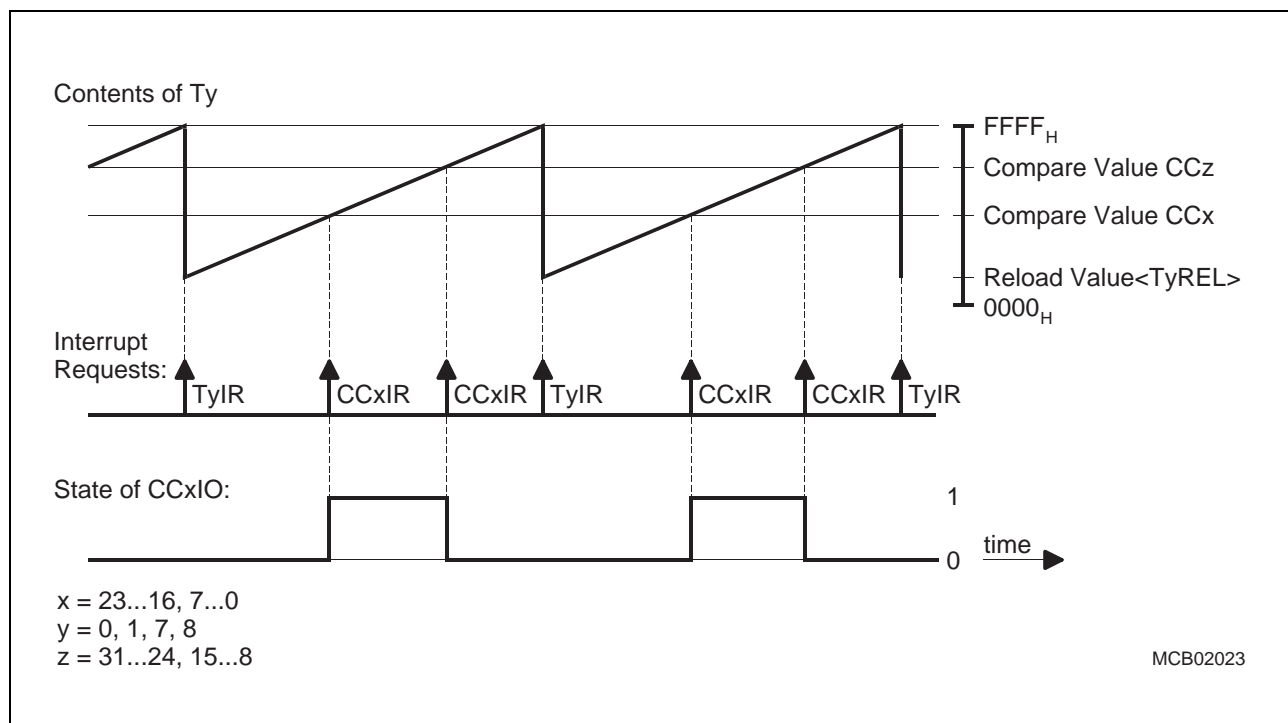 Contents of Ty
FFFFH
Compare Value CCz
Compare Value CCx
Reload Value<TyREL>
0000H
Interrupt
Requests:
TyIR
CCxIR
CCxIR
TyIR
CCxIR
CCxIR
TyIR
State of CCxIO:
1
0
time
x = 23...16, 7...0
y = 0, 1, 7, 8
z = 31...24, 15...8
MCB02023